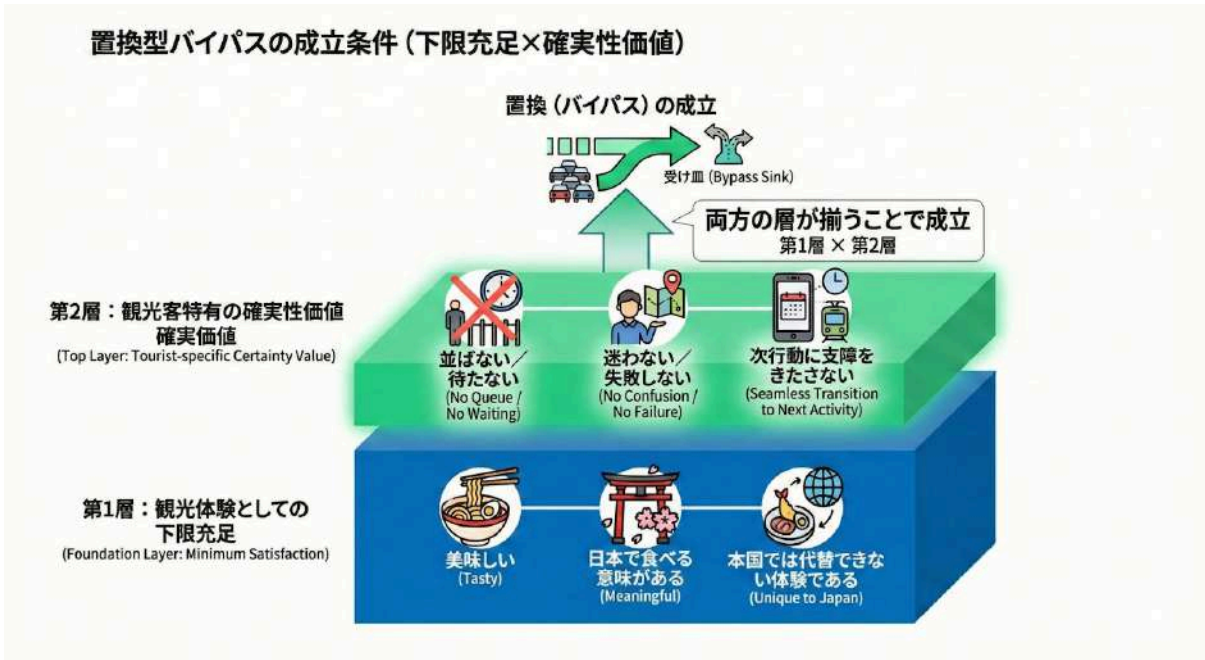 置換型バイパスの成立条件（下限充足×確実性価値）
置換（バイパス）の成立
受け皿 (Bypass Sink)
両方の層が揃うことで成立
第1層 × 第2層
第2層：観光客特有の確実性価値
確実価値
(Top Layer: Tourist-specific Certainty Value)
並ばない／
待たない
(No Queue /
No Waiting)
迷わない／
失敗しない
(No Confusion /
No Failure)
次行動に支障を
きたさない
(Seamless Transition
to Next Activity)
第1層：観光体験としての
下限充足
(Foundation Layer: Minimum Satisfaction)
美味しい
(Tasty)
日本で食べる
意味がある
(Meaningful)
本国では代替できな
い体験である
(Unique to Japan)